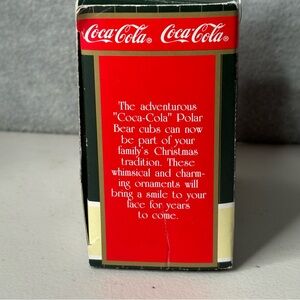 Coca-Cola® Coca-Cola®
The adventurous
"Coca-Cola" Polar
Bear cubs can now
be part of your
family's Christmas
tradition. These
whimsical and charm-
ing ornaments will
bring a smile to your
face for years
to come.